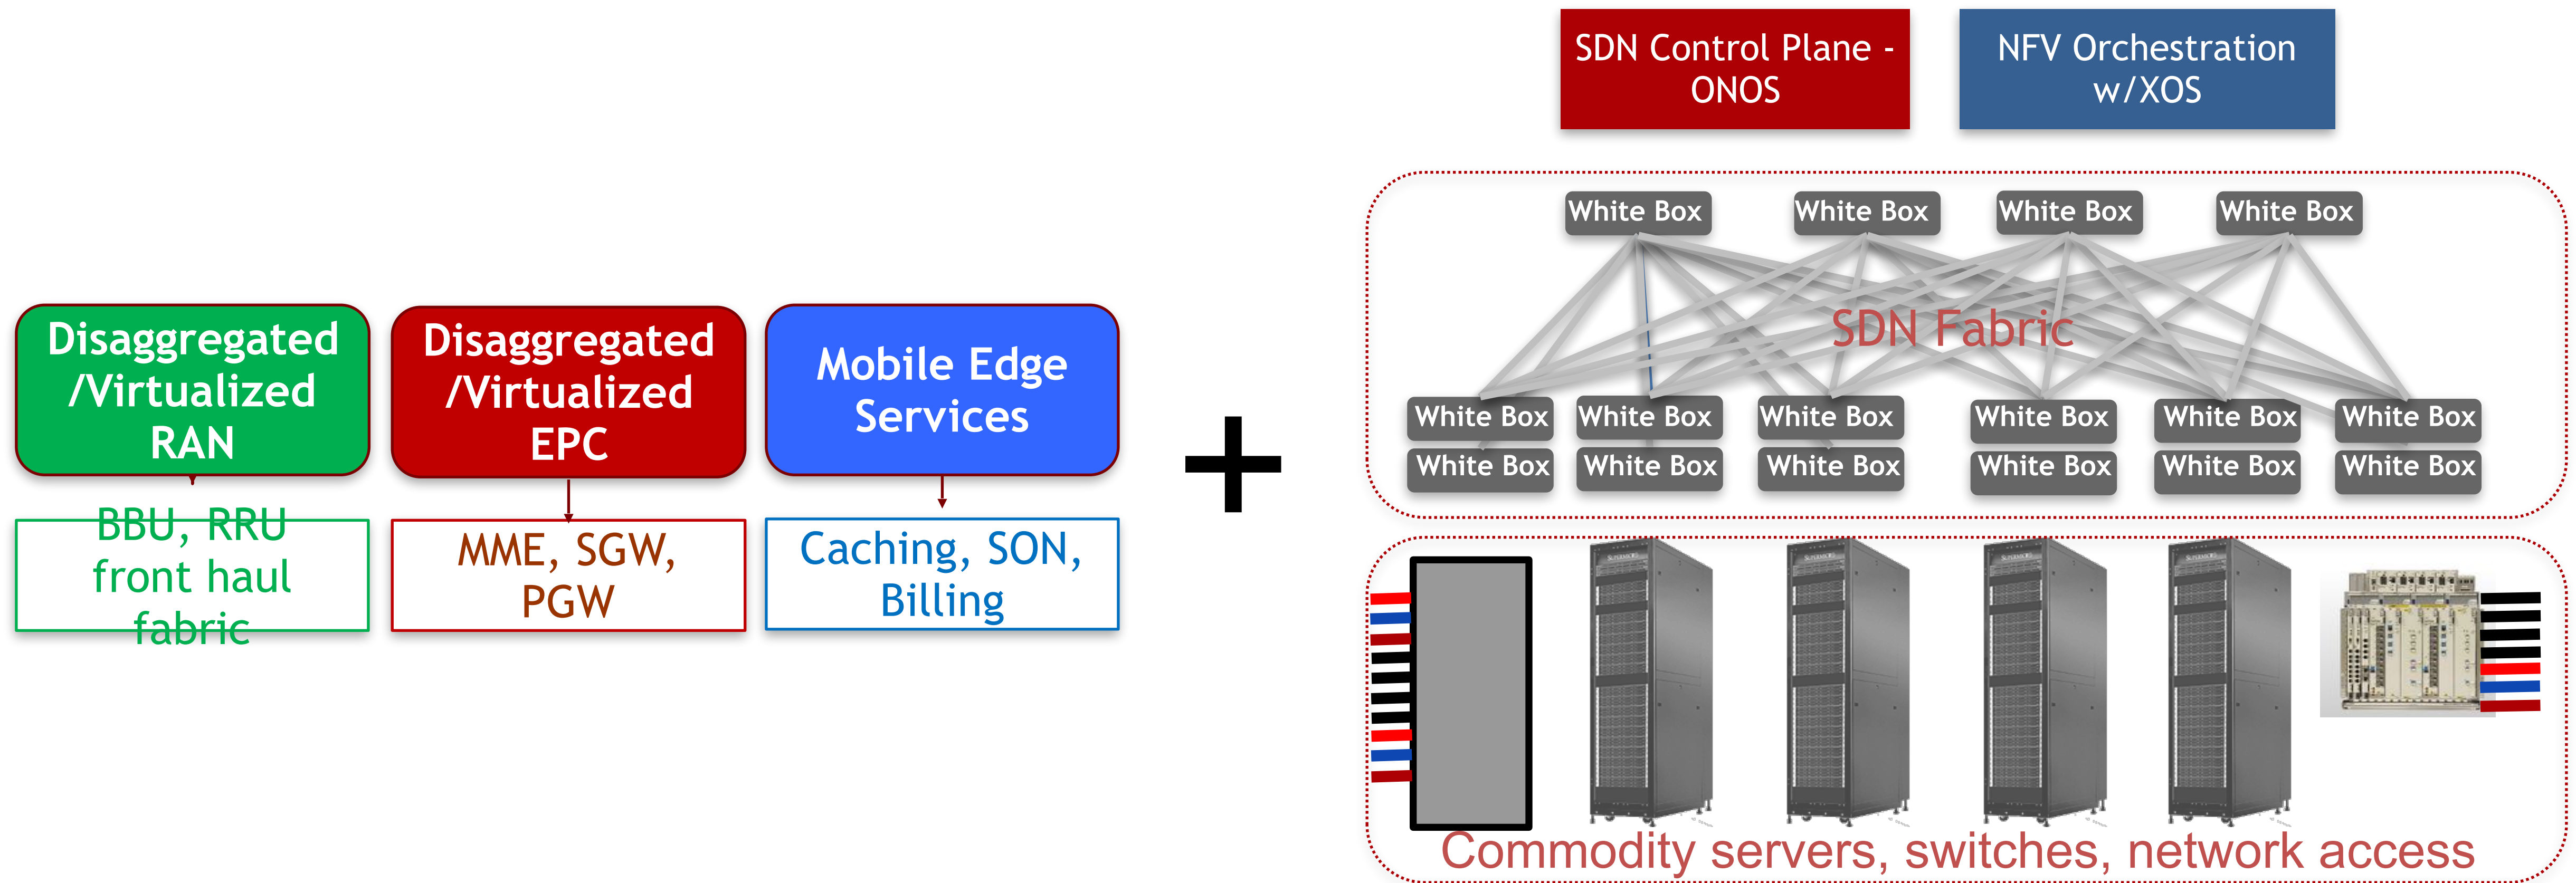 SDN Control Plane -
ONOS
NFV Orchestration
w/XOS
White Box
White Box
White Box
White Box
SDN Fabric
White Box
White Box
White Box
White Box
White Box
White Box
White Box
White Box
White Box
White Box
White Box
White Box
Disaggregated
/Virtualized
RAN
Disaggregated
/Virtualized
EPC
Mobile Edge
Services
BBU, RRU
front haul
fabric
MME, SGW,
PGW
Caching, SON,
Billing
+
Commodity servers, switches, network access